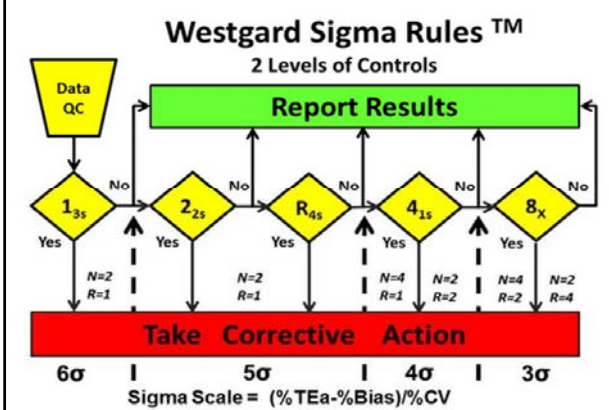 Westgard Sigma Rules ™
2 Levels of Controls
Data
QC
Report Results
No
No
No
No
No
1₃ₛ
2₂ₛ
R₄ₛ
4₁ₛ
8ₓ
Yes
Yes
Yes
Yes
Yes
N=2
R=1
N=2
R=1
N=4
R=1
N=2
R=2
N=4
R=2
N=2
R=4
Take Corrective Action
6σ
5σ
4σ
3σ
Sigma Scale = (%TEa-%Bias)/%CV